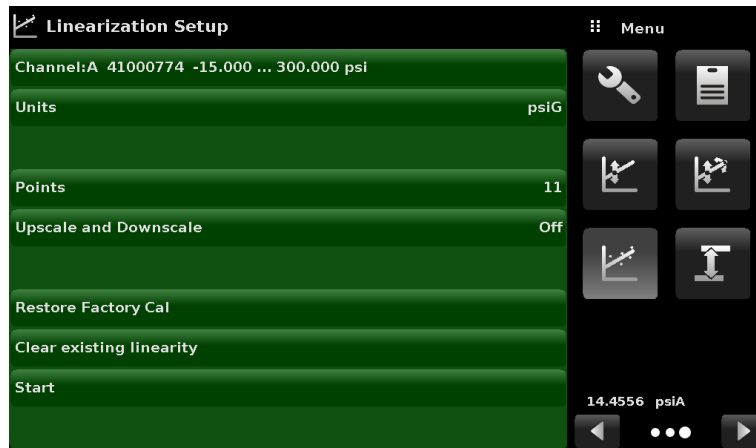 Linearization Setup
Menu
Channel:A 41000774 -15.000 ... 300.000 psi
Units psiG
Points 11
Upscale and Downscale Off
Restore Factory Cal
Clear existing linearity
Start
14.4556 psiA